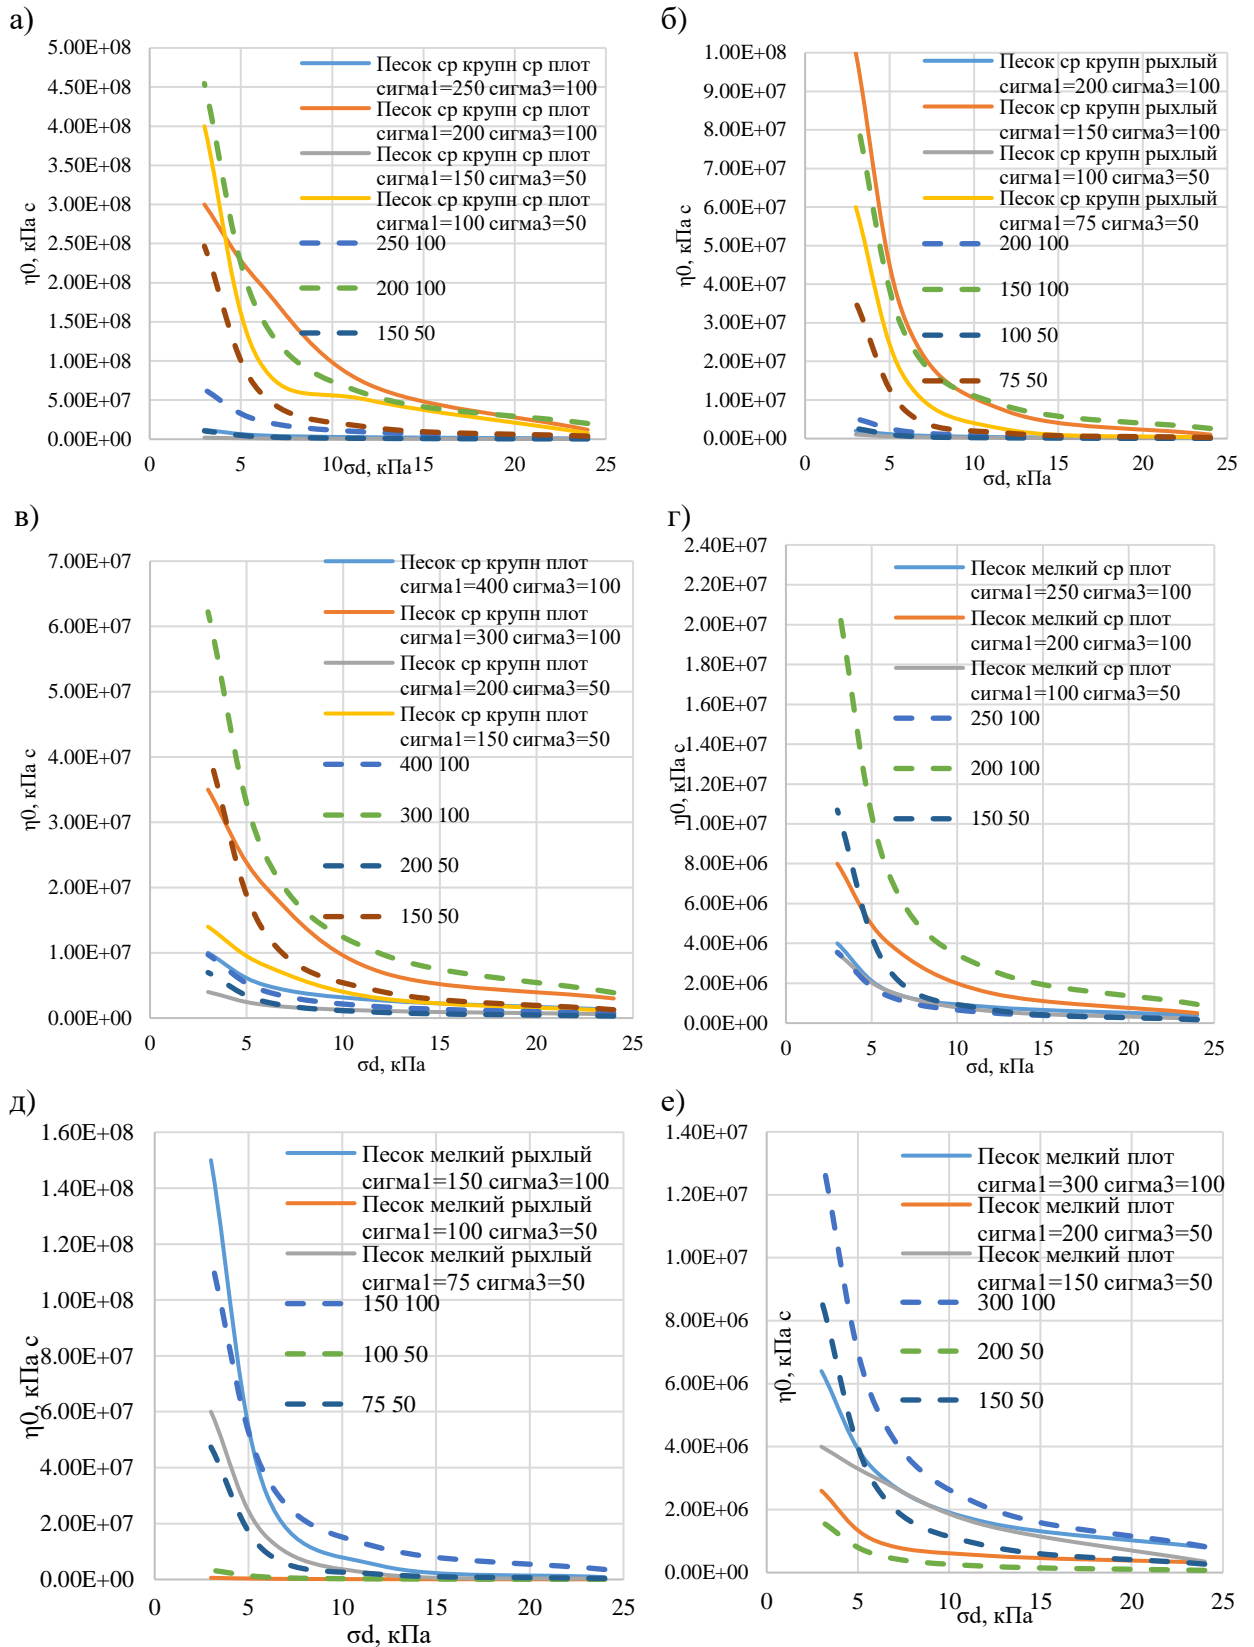 а)
5.00E+08
4.50E+08
4.00E+08
3.50E+08
3.00E+08
2.50E+08
2.00E+08
1.50E+08
1.00E+08
5.00E+07
0.00E+00
η0, кПа с
0
5
10
15
20
25
σd, кПа
Песок ср крупн ср плот
сигма1=250 сигма3=100
Песок ср крупн ср плот
сигма1=200 сигма3=100
Песок ср крупн ср плот
сигма1=150 сигма3=50
Песок ср крупн ср плот
сигма1=100 сигма3=50
250 100
200 100
150 50
б)
1.00E+08
9.00E+07
8.00E+07
7.00E+07
6.00E+07
5.00E+07
4.00E+07
3.00E+07
2.00E+07
1.00E+07
0.00E+00
η0, кПа с
0
5
10
15
20
25
σd, кПа
Песок ср крупн рыхлый
сигма1=200 сигма3=100
Песок ср крупн рыхлый
сигма1=150 сигма3=100
Песок ср крупн рыхлый
сигма1=100 сигма3=50
Песок ср крупн рыхлый
сигма1=75 сигма3=50
200 100
150 100
100 50
75 50
в)
7.00E+07
6.00E+07
5.00E+07
4.00E+07
3.00E+07
2.00E+07
1.00E+07
0.00E+00
η0, кПа с
0
5
10
15
20
25
σd, кПа
Песок ср крупн плот
сигма1=400 сигма3=100
Песок ср крупн плот
сигма1=300 сигма3=100
Песок ср крупн плот
сигма1=200 сигма3=50
Песок ср крупн плот
сигма1=150 сигма3=50
400 100
300 100
200 50
150 50
г)
2.40E+07
2.20E+07
2.00E+07
1.80E+07
1.60E+07
1.40E+07
1.20E+07
1.00E+07
8.00E+06
6.00E+06
4.00E+06
2.00E+06
0.00E+00
η0, кПа с
0
5
10
15
20
25
σd, кПа
Песок мелкий ср плот
сигма1=250 сигма3=100
Песок мелкий ср плот
сигма1=200 сигма3=100
Песок мелкий ср плот
сигма1=100 сигма3=50
250 100
200 100
150 50
д)
1.60E+08
1.40E+08
1.20E+08
1.00E+08
8.00E+07
6.00E+07
4.00E+07
2.00E+07
0.00E+00
η0, кПа с
0
5
10
15
20
25
σd, кПа
Песок мелкий рыхлый
сигма1=150 сигма3=100
Песок мелкий рыхлый
сигма1=100 сигма3=50
Песок мелкий рыхлый
сигма1=75 сигма3=50
150 100
100 50
75 50
е)
1.40E+07
1.20E+07
1.00E+07
8.00E+06
6.00E+06
4.00E+06
2.00E+06
0.00E+00
η0, кПа с
0
5
10
15
20
25
σd, кПа
Песок мелкий плот
сигма1=300 сигма3=100
Песок мелкий плот
сигма1=200 сигма3=50
Песок мелкий плот
сигма1=150 сигма3=50
300 100
200 50
150 50